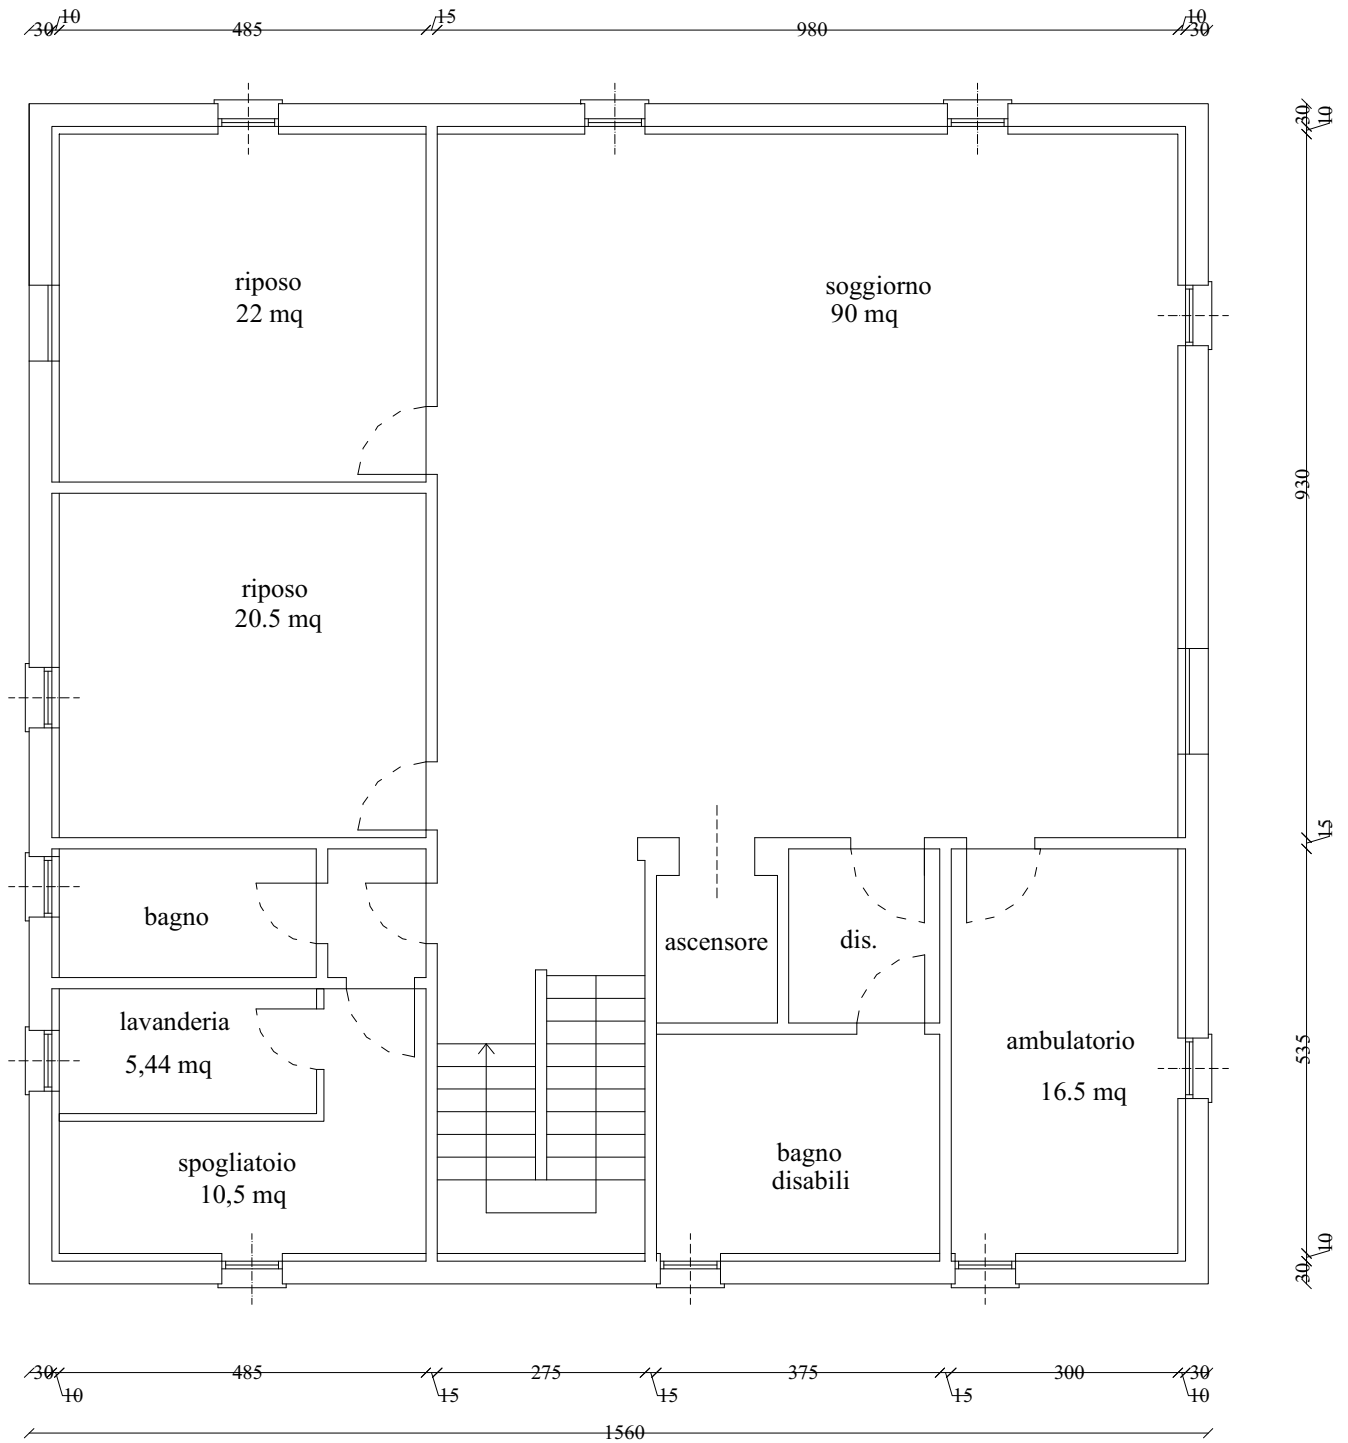 10
15
10
30
485
980
30
30
10
riposo
22 mq
soggiorno
90 mq
930
riposo
20.5 mq
15
bagno
ascensore
dis.
lavanderia
5,44 mq
ambulatorio
16.5 mq
535
bagno
disabili
spogliatoio
10,5 mq
10
30
30
485
275
375
300
30
10
15
15
15
10
1560